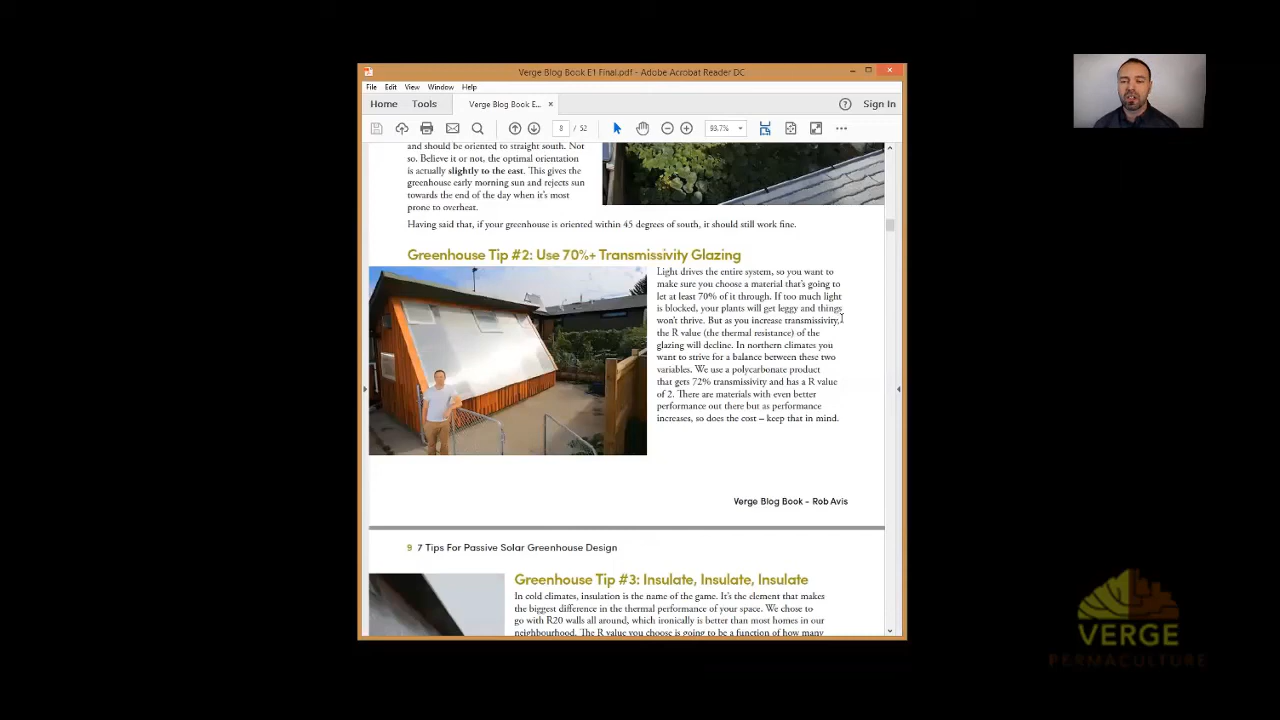 Verge Blog Book E1 Final.pdf - Adobe Acrobat Reader DC
File Edit View Window Help
Home Tools Verge Blog Book E... × Sign In
8 / 52 93.7%
and should be oriented to straight south. Not
so. Believe it or not, the optimal orientation
is actually slightly to the east. This gives the
greenhouse early morning sun and rejects sun
towards the end of the day when it's most
prone to overheat.
Having said that, if your greenhouse is oriented within 45 degrees of south, it should still work fine.
Greenhouse Tip #2: Use 70%+ Transmissivity Glazing
Light drives the entire system, so you want to
make sure you choose a material that's going to
let at least 70% of it through. If too much light
is blocked, your plants will get leggy and things
won't thrive. But as you increase transmissivity,
the R value (the thermal resistance) of the
glazing will decline. In northern climates you
want to strive for a balance between these two
variables. We use a polycarbonate product
that gets 72% transmissivity and has a R value
of 2. There are materials with even better
performance out there but as performance
increases, so does the cost – keep that in mind.
Verge Blog Book - Rob Avis
9 7 Tips For Passive Solar Greenhouse Design
Greenhouse Tip #3: Insulate, Insulate, Insulate
In cold climates, insulation is the name of the game. It's the element that makes
the biggest difference in the thermal performance of your space. We chose to
go with R20 walls all around, which ironically is better than most homes in our
neighbourhood. The R value you choose is going to be a function of how many
VERGE
PERMACULTURE